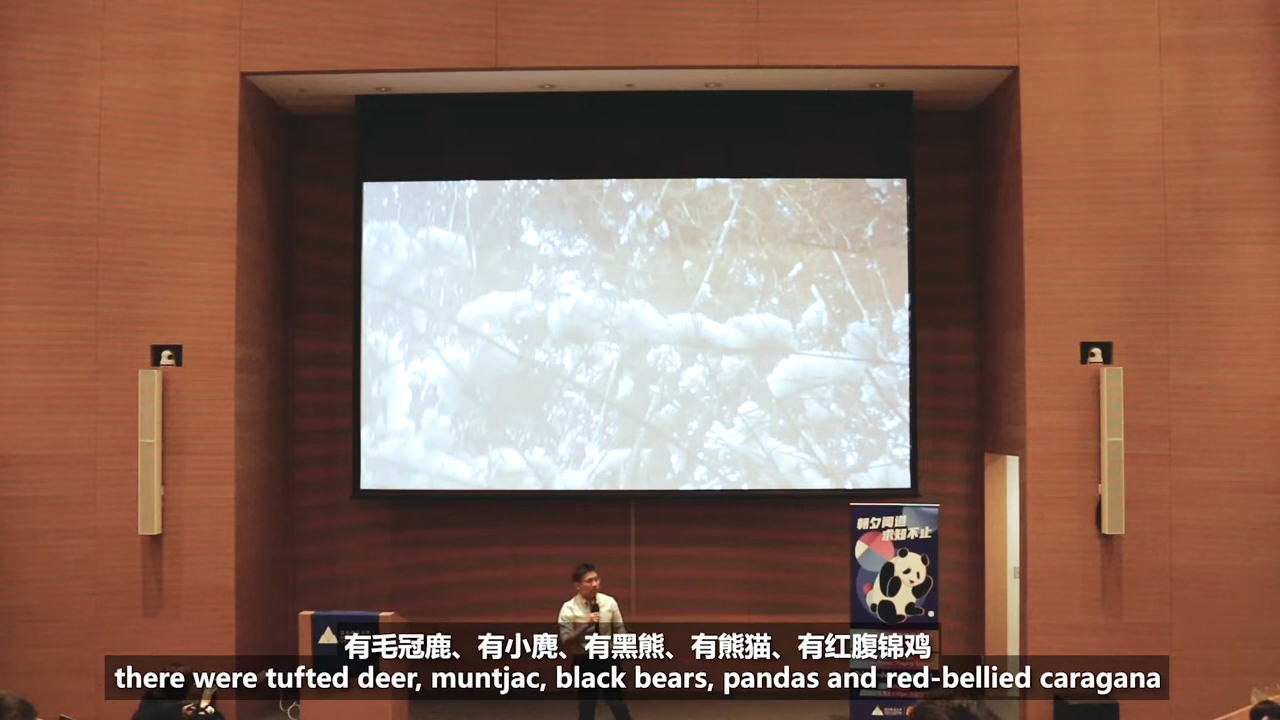 朝夕闻道
求知不止
有毛冠鹿、有小麂、有黑熊、有熊猫、有红腹锦鸡
there were tufted deer, muntjac, black bears, pandas and red-bellied caragana